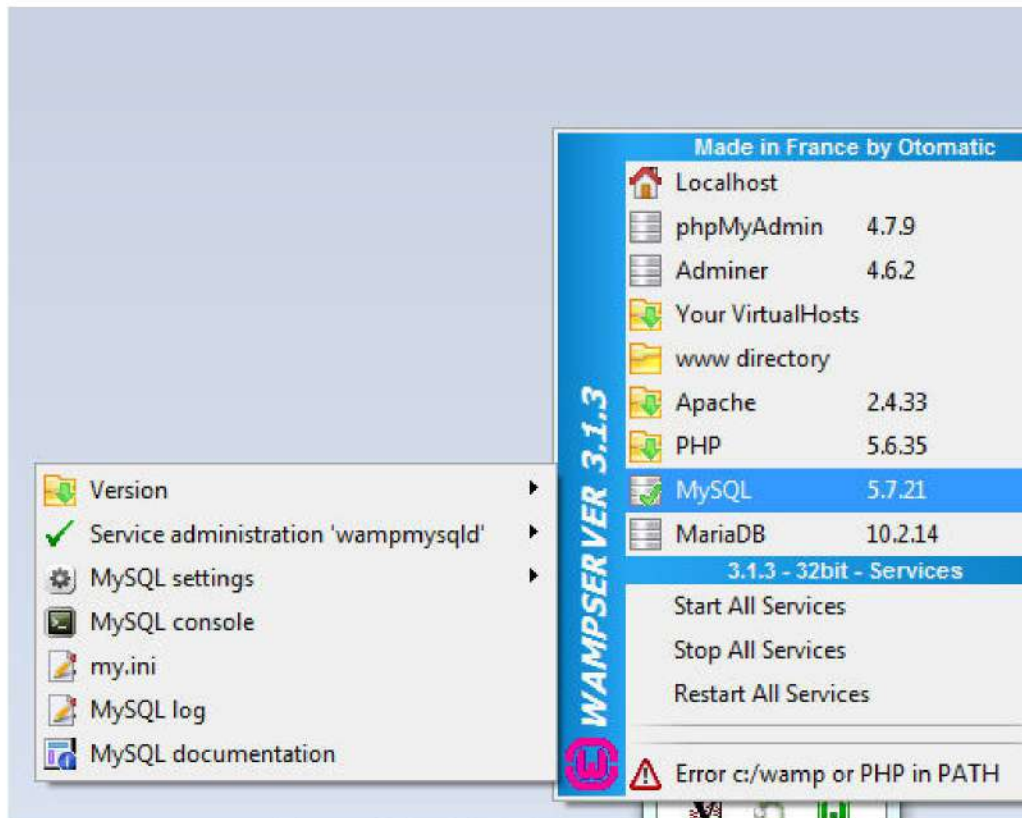 Made in France by Otomatic
Localhost
phpMyAdmin 4.7.9
Adminer 4.6.2
Your VirtualHosts
www directory
Apache 2.4.33
PHP 5.6.35
MySQL 5.7.21
MariaDB 10.2.14
3.1.3 - 32bit - Services
Start All Services
Stop All Services
Restart All Services
Error c:/wamp or PHP in PATH
WAMPSERVER 3.1.3
Version
Service administration 'wampmysqld'
MySQL settings
MySQL console
my.ini
MySQL log
MySQL documentation